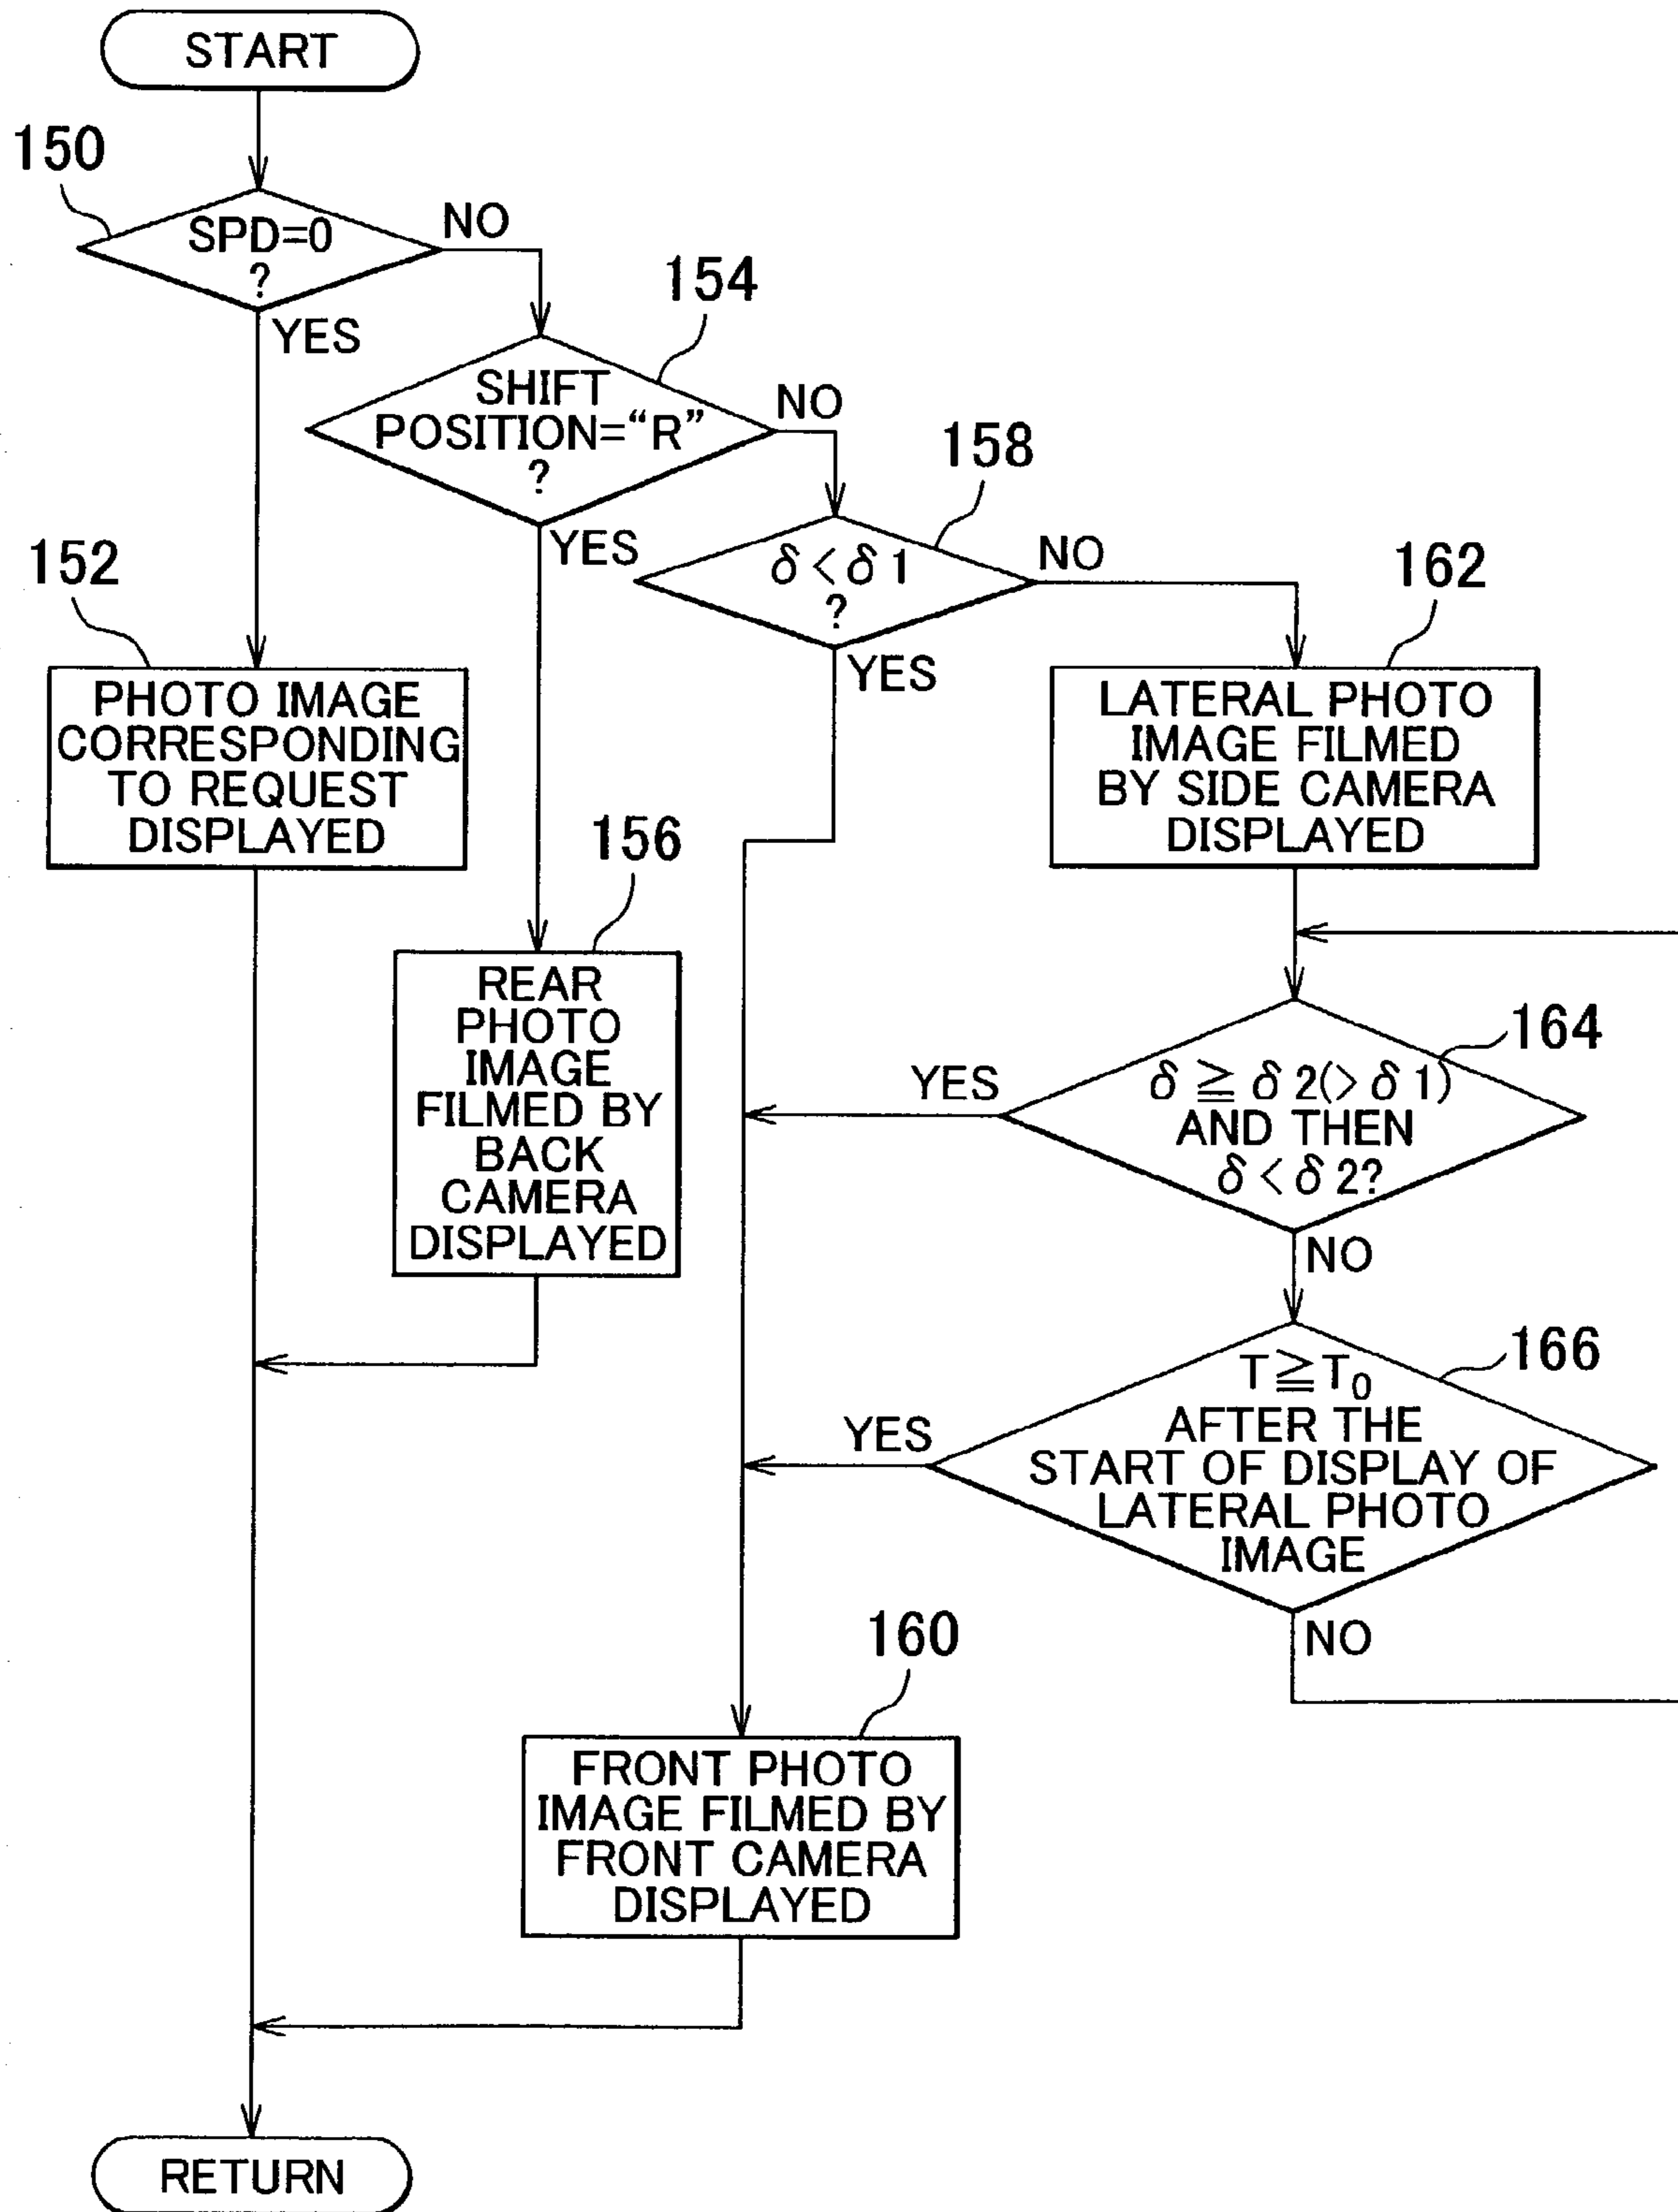 START
150
SPD=0
?
NO
YES
154
SHIFT
POSITION=“R”
?
NO
YES
158
δ<δ1
?
NO
YES
152
PHOTO IMAGE
CORRESPONDING
TO REQUEST
DISPLAYED
162
LATERAL PHOTO
IMAGE FILMED
BY SIDE CAMERA
DISPLAYED
156
REAR
PHOTO
IMAGE
FILMED BY
BACK
CAMERA
DISPLAYED
164
δ≧δ2(>δ1)
AND THEN
δ<δ2?
YES
NO
166
T≧T₀
AFTER THE
START OF DISPLAY OF
LATERAL PHOTO
IMAGE
YES
NO
160
FRONT PHOTO
IMAGE FILMED BY
FRONT CAMERA
DISPLAYED
RETURN